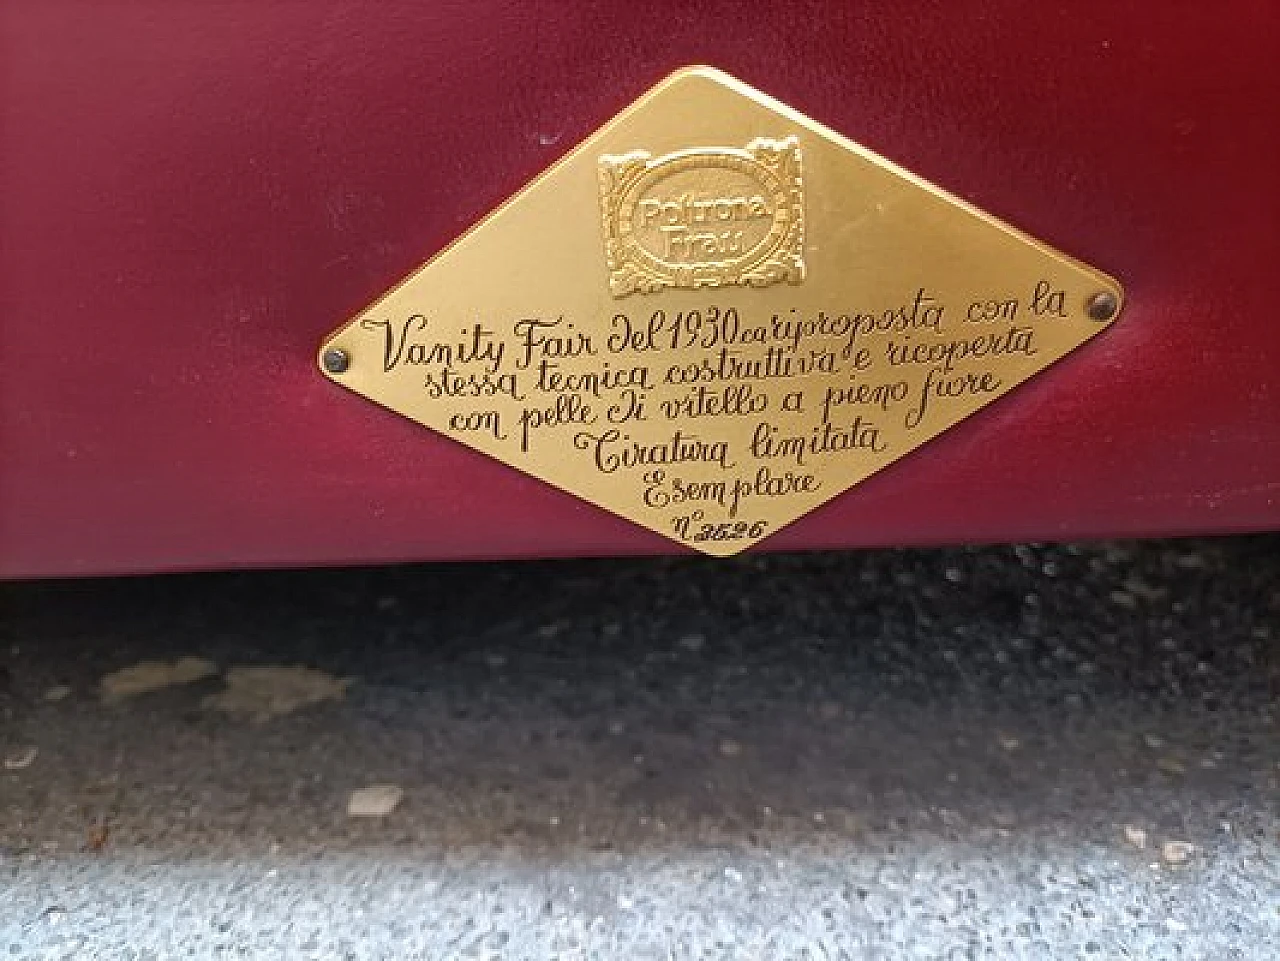 Poltrona
Frau
Vanity Fair del 1930 ca riproposta con la
stessa tecnica costruttiva e ricoperta
con pelle di vitello a pieno fiore
Tiratura limitata
Esemplare
n° 2526